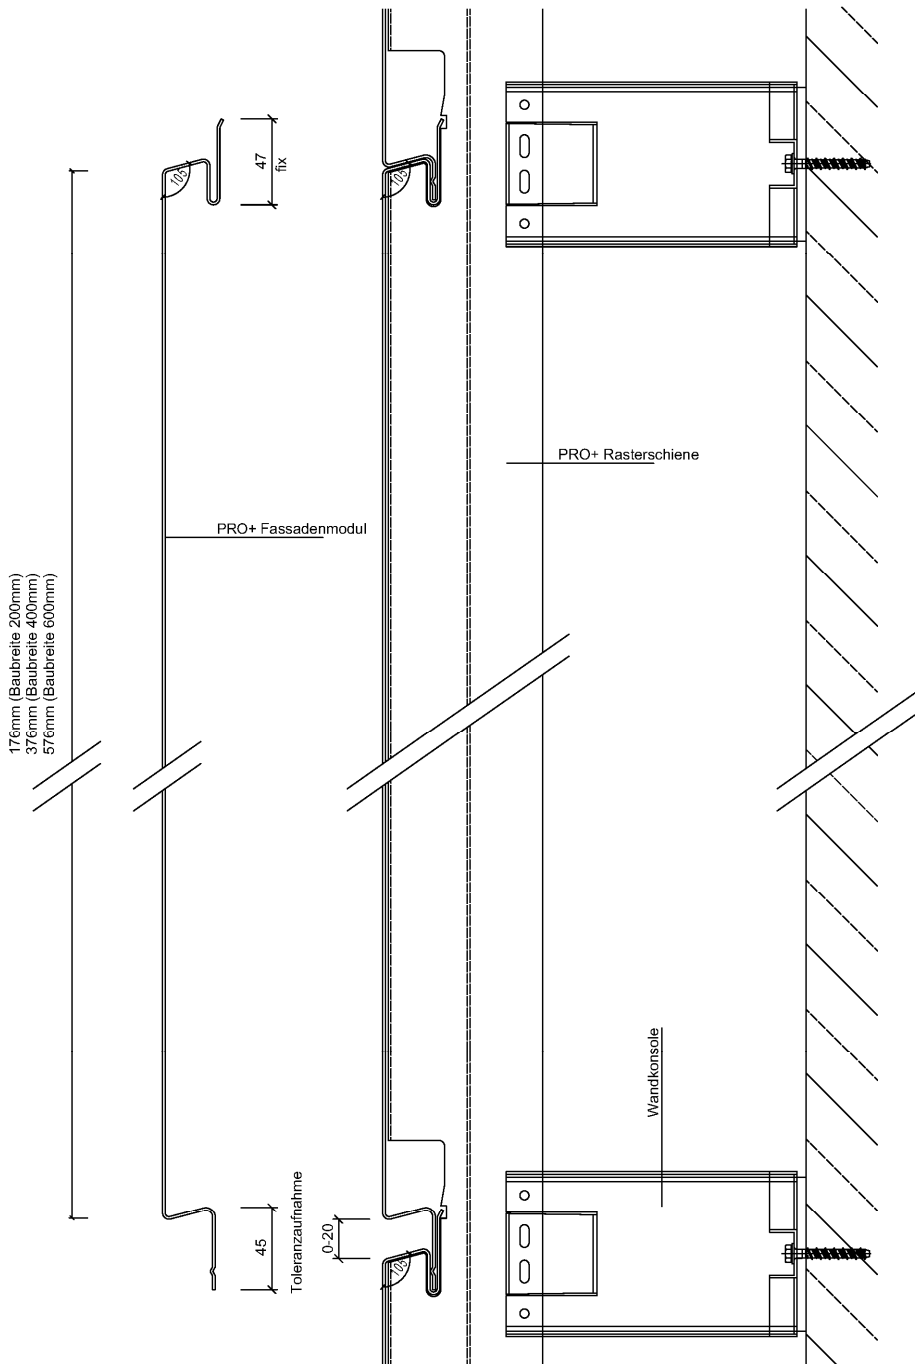 105
47
fix
105
PRO+ Rasterschiene
PRO+ Fassadenmodul
176mm (Baubreite 200mm)
376mm (Baubreite 400mm)
576mm (Baubreite 600mm)
Wandkonsole
45
Toleranzaufnahme
0-20
105